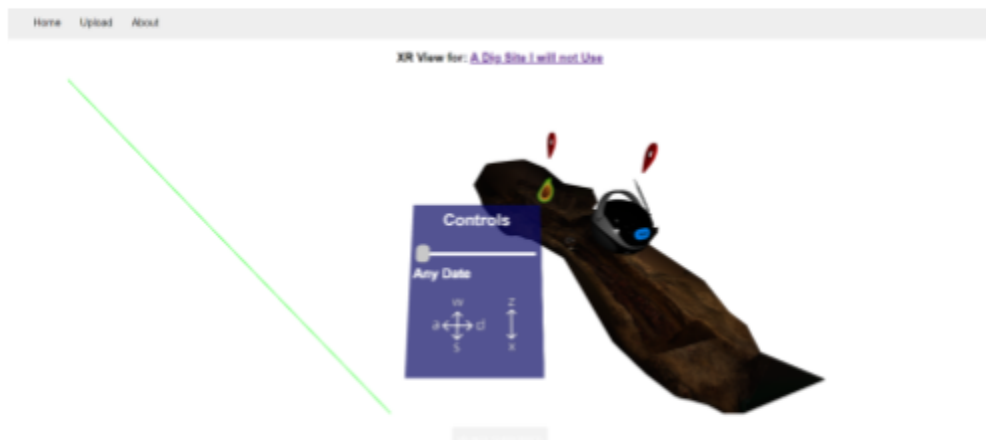 Home Upload About
XR View for: A Dig Site I will not Use
Controls
Any Date
w z
a d
s x